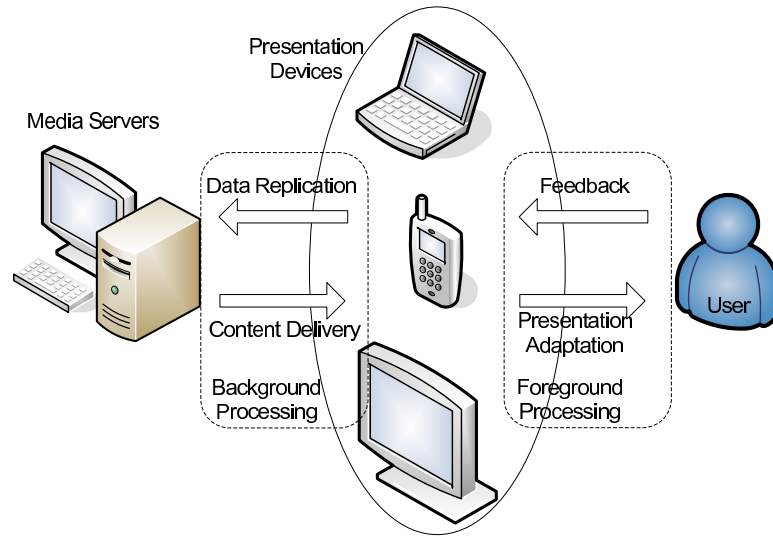 Presentation
Devices
Media Servers
Data Replication
Feedback
Content Delivery
Presentation
Adaptation
User
Background
Processing
Foreground
Processing